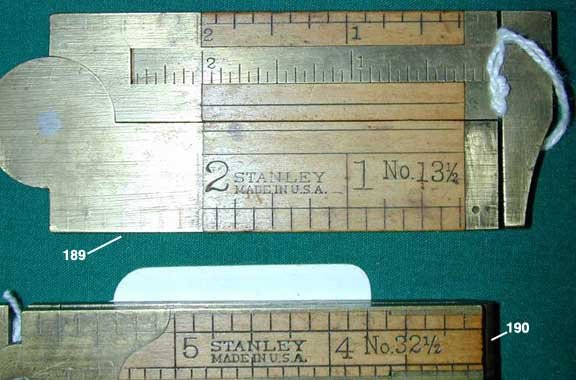 2 1
2 1
2 STANLEY 1 No. 13½
MADE IN U.S.A.
189
190
5 STANLEY 4 No. 32½
MADE IN U.S.A.